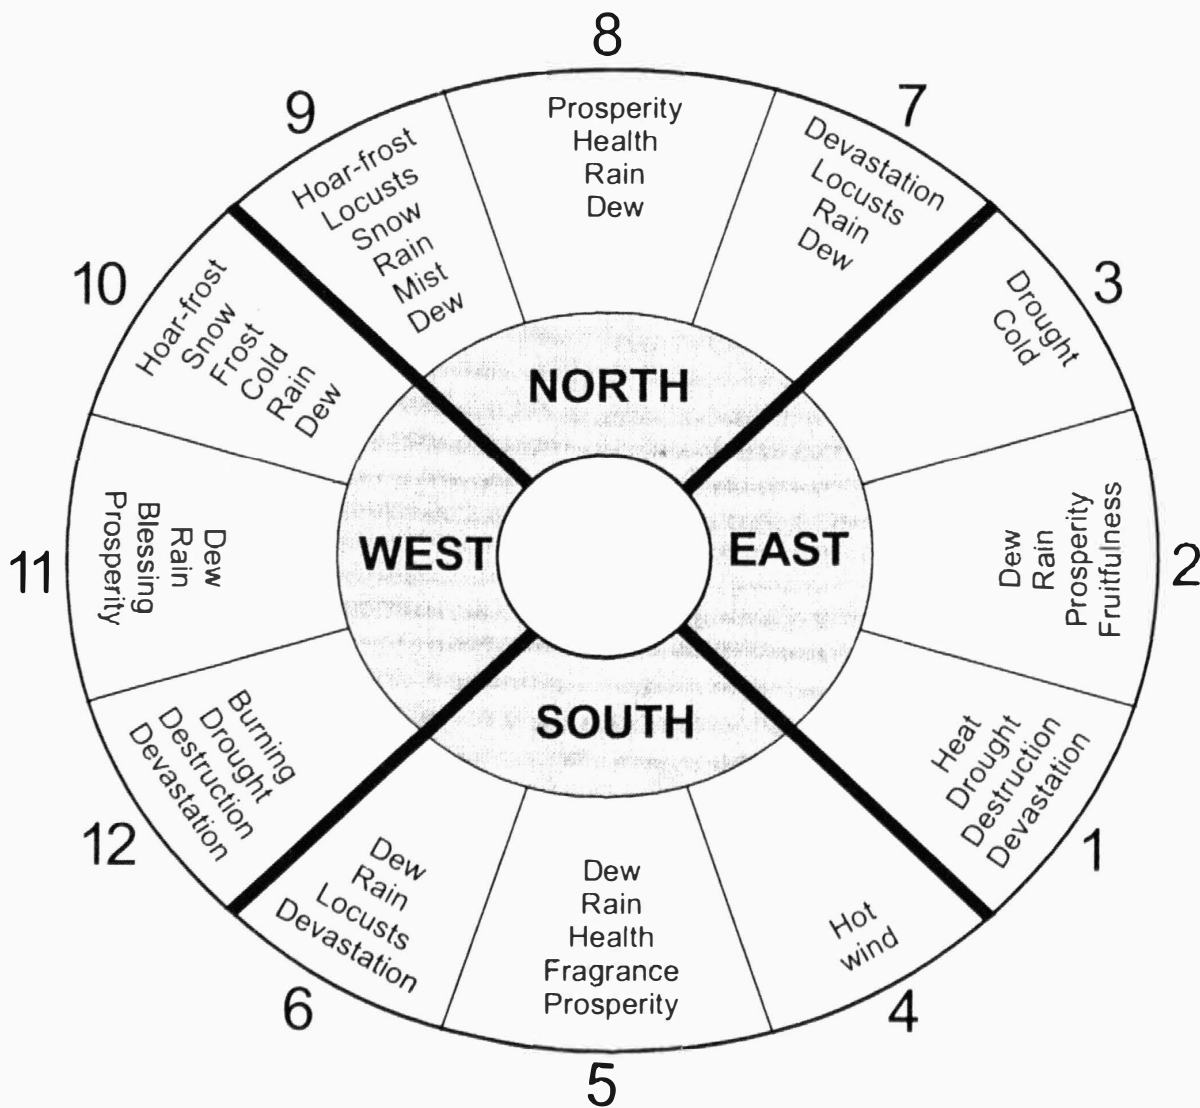 8
Prosperity
Health
Rain
Dew
7
Devastation
Locusts
Rain
Dew
3
Drought
Cold
2
Dew
Rain
Prosperity
Fruitfulness
1
Heat
Drought
Destruction
Devastation
4
Hot
wind
5
Dew
Rain
Health
Fragrance
Prosperity
6
Dew
Rain
Locusts
Devastation
12
Burning
Drought
Destruction
Devastation
11
Dew
Rain
Blessing
Prosperity
10
Hoar-frost
Snow
Frost
Cold
Rain
Dew
9
Hoar-frost
Locusts
Snow
Rain
Mist
Dew
NORTH
WEST
EAST
SOUTH